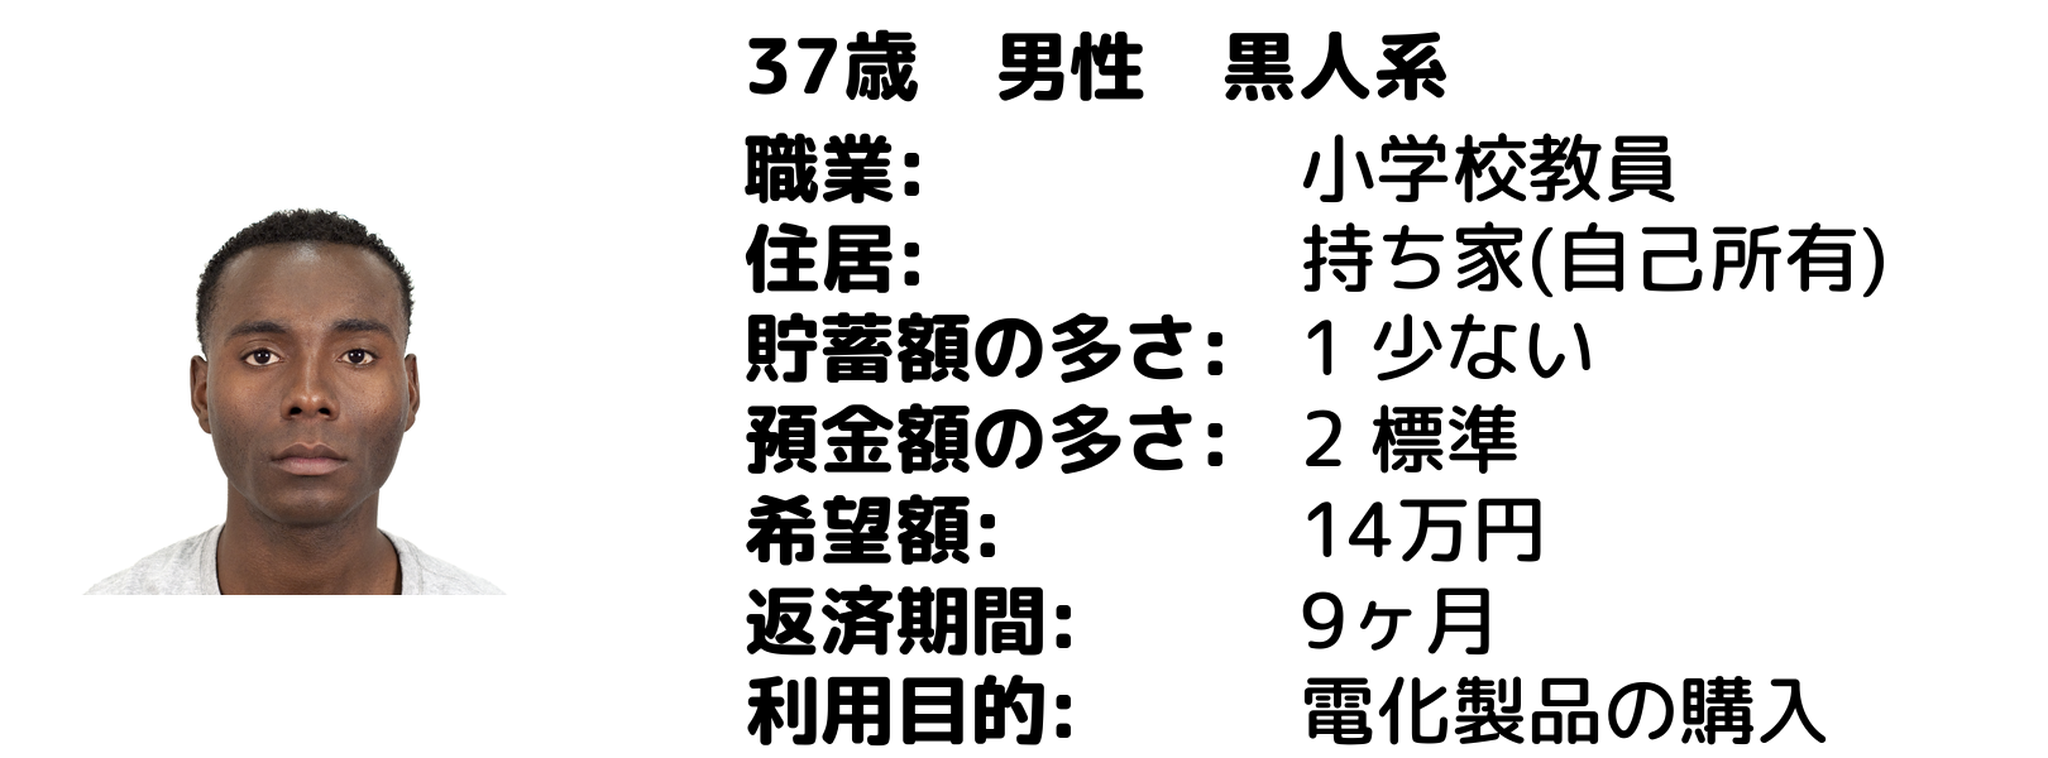 37歳　男性　黒人系
職業: 小学校教員
住居: 持ち家(自己所有)
貯蓄額の多さ: 1 少ない
預金額の多さ: 2 標準
希望額: 14万円
返済期間: 9ヶ月
利用目的: 電化製品の購入